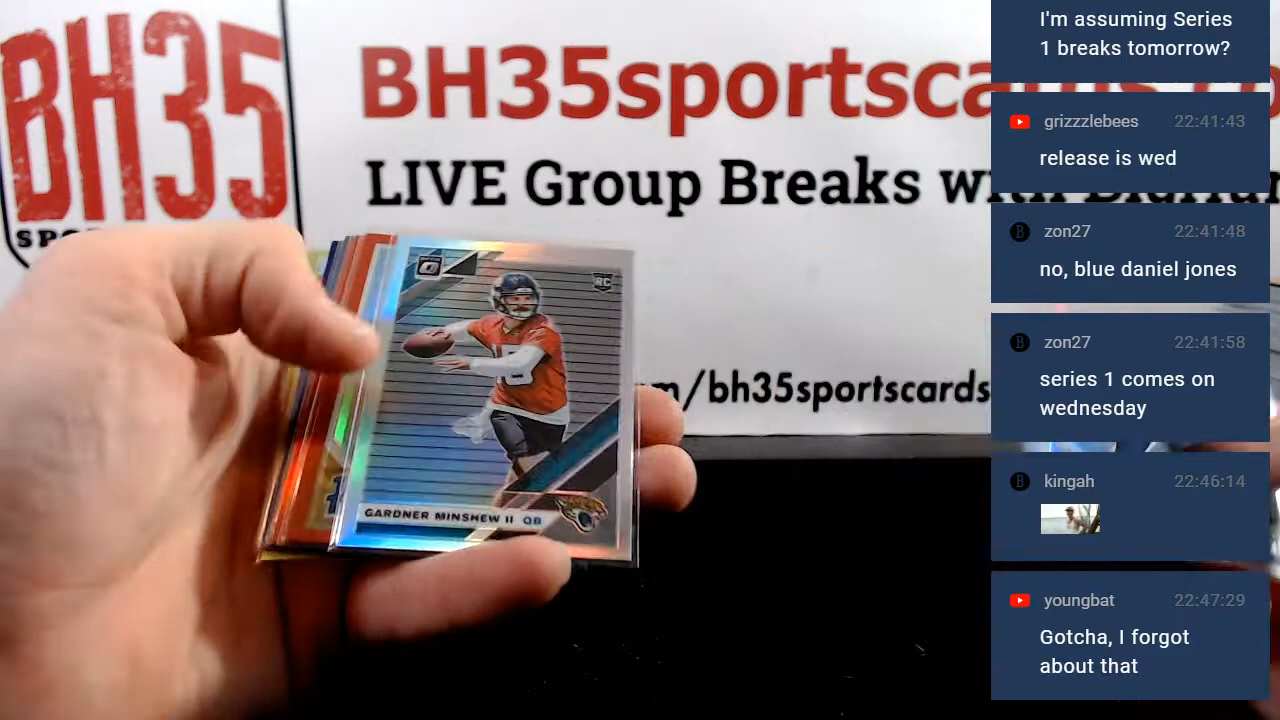 BH35
BH35sportsca
LIVE Group Breaks
/bh35sportscards
RC
GARDNER MINSHEW II QB
I'm assuming Series
1 breaks tomorrow?
grizzzlebees 22:41:43
release is wed
zon27 22:41:48
no, blue daniel jones
zon27 22:41:58
series 1 comes on
wednesday
kingah 22:46:14
youngbat 22:47:29
Gotcha, I forgot
about that